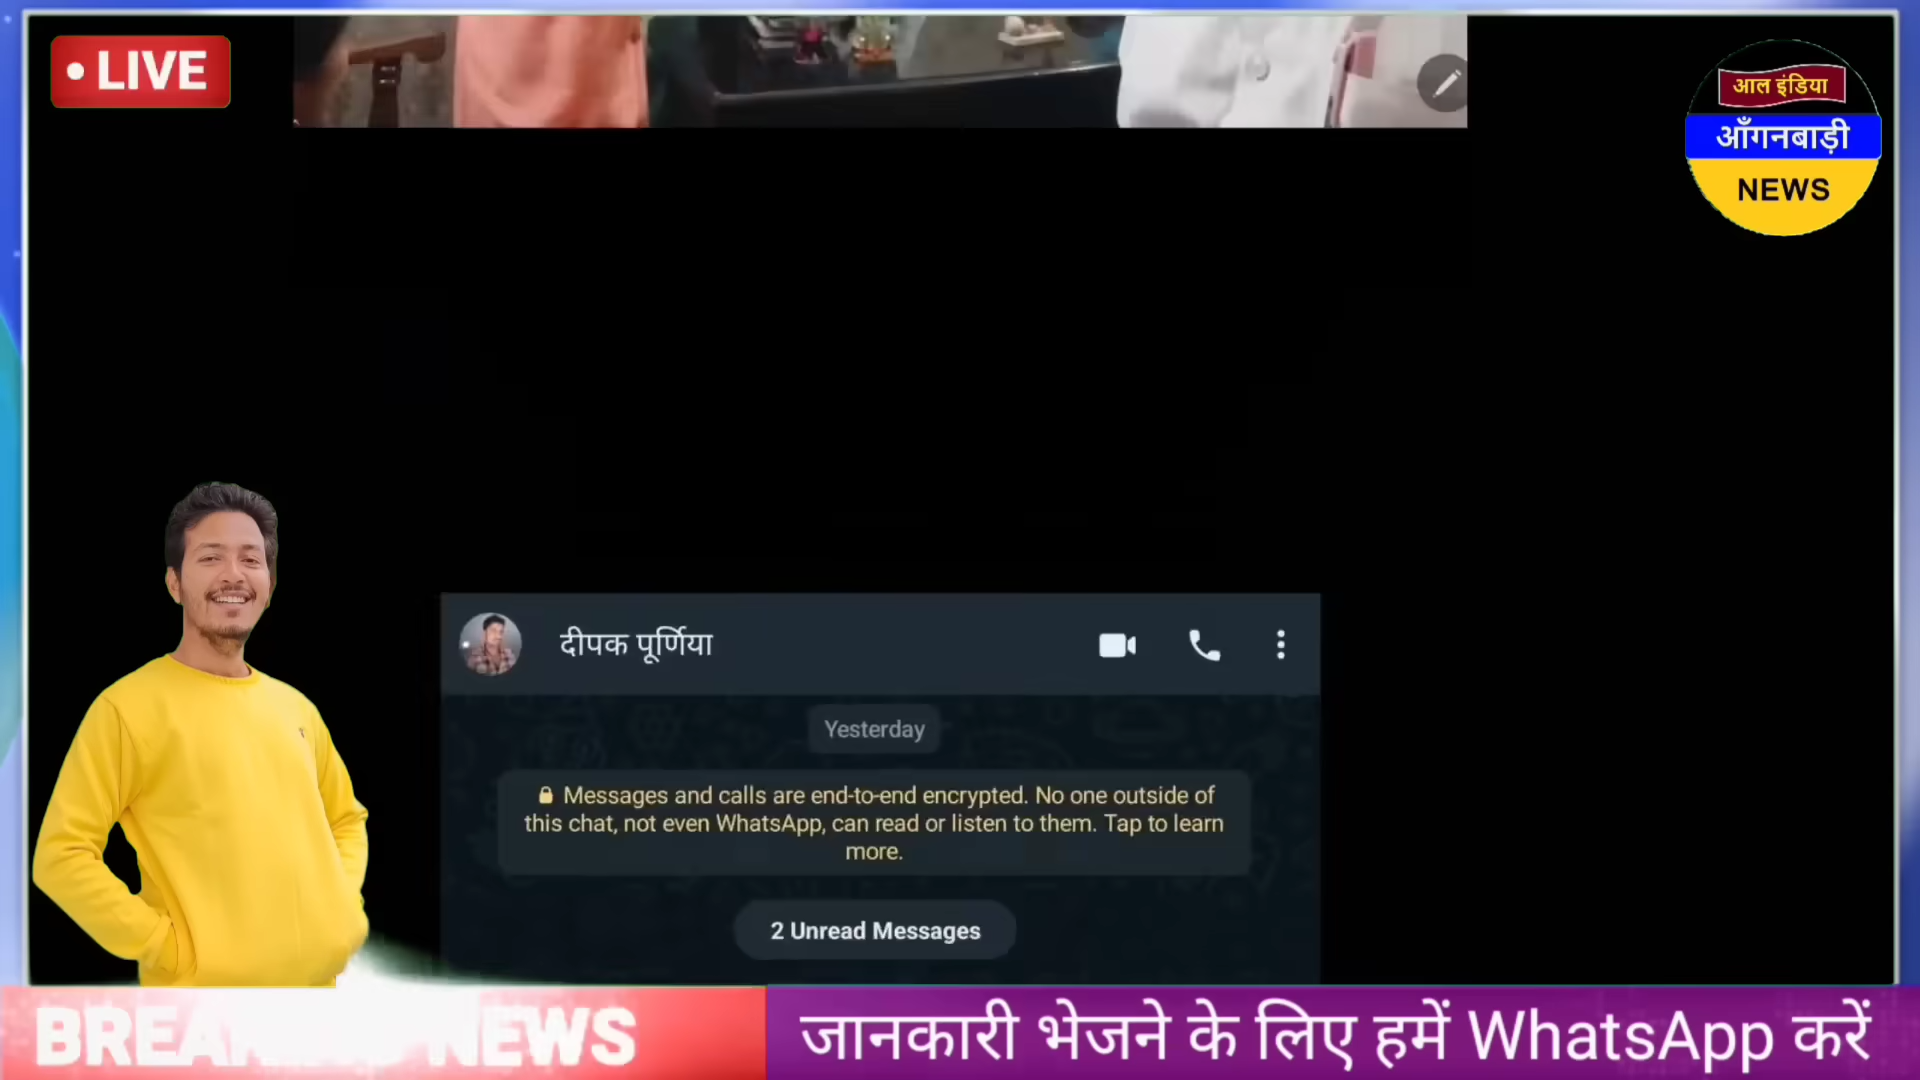 • LIVE
आल इंडिया
आँगनबाड़ी
NEWS
दीपक पूर्णिया
Yesterday
Messages and calls are end-to-end encrypted. No one outside of
this chat, not even WhatsApp, can read or listen to them. Tap to learn
more.
2 Unread Messages
NEWS
जानकारी भेजने के लिए हमें WhatsApp करें